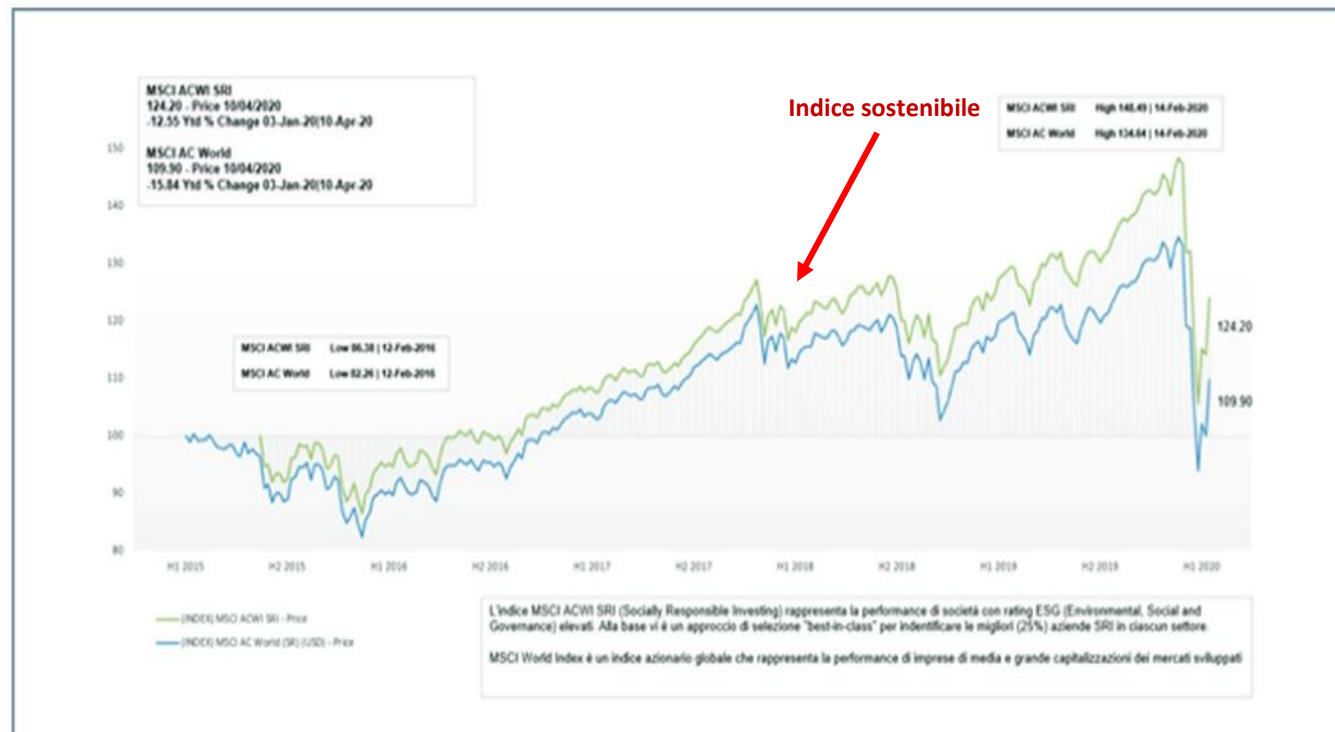 MSCI ACWI SRI
124.20 - Price 10/04/2020
-12.55 Ytd % Change 03-Jan-20(10-Apr-20
MSCI AC World
109.90 - Price 10/04/2020
-15.84 Ytd % Change 03-Jan-20(10-Apr-20
Indice sostenibile
MSCI ACWI SRI High 148.49 | 14-Feb-2020
MSCI AC World High 134.64 | 14-Feb-2020
150
140
130
120
110
100
90
80
MSCI ACWI SRI Low 86.38 | 12-Feb-2016
MSCI AC World Low 82.26 | 12-Feb-2016
124.20
109.90
H1 2015 H2 2015 H1 2016 H2 2016 H1 2017 H2 2017 H1 2018 H2 2018 H1 2019 H2 2019 H1 2020
(INDEX) MSCI ACWI SRI - Price
(INDEX) MSCI AC World (SR) (USD) - Price
L'indice MSCI ACWI SRI (Socially Responsible Investing) rappresenta la performance di società con rating ESG (Environmental, Social and
Governance) elevati. Alla base vi è un approccio di selezione "best-in-class" per indentificare le migliori (25%) aziende SRI in ciascun settore.
MSCI World Index è un indice azionario globale che rappresenta la performance di imprese di media e grande capitalizzazioni dei mercati sviluppati